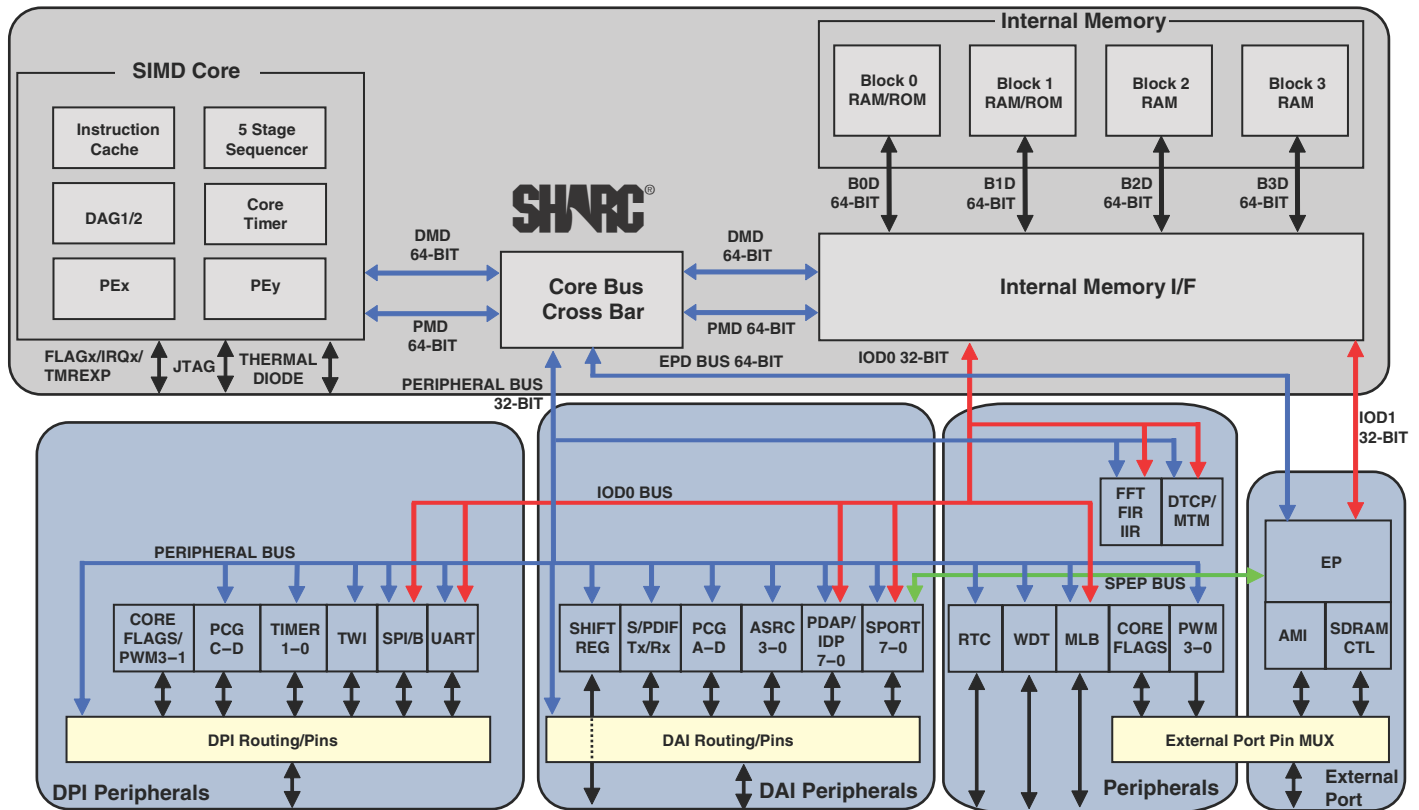 Internal Memory
SIMD Core
Block 0
RAM/ROM
Block 1
RAM/ROM
Block 2
RAM
Block 3
RAM
Instruction
Cache
5 Stage
Sequencer
DAG1/2
Core
Timer
PEx
PEy
SHARC®
B0D
64-BIT
B1D
64-BIT
B2D
64-BIT
B3D
64-BIT
DMD
64-BIT
DMD
64-BIT
Core Bus
Cross Bar
Internal Memory I/F
PMD
64-BIT
PMD 64-BIT
FLAGx/IRQx/
TMREXP
JTAG
THERMAL
DIODE
EPD BUS 64-BIT
IOD0 32-BIT
PERIPHERAL BUS
32-BIT
IOD1
32-BIT
IOD0 BUS
PERIPHERAL BUS
FFT
FIR
IIR
DTCP/
MTM
EP
SPEP BUS
CORE
FLAGS/
PWM3–1
PCG
C–D
TIMER
1–0
TWI
SPI/B
UART
SHIFT
REG
S/PDIF
Tx/Rx
PCG
A–D
ASRC
3–0
PDAP/
IDP
7–0
SPORT
7–0
RTC
WDT
MLB
CORE
FLAGS
PWM
3–0
AMI
SDRAM
CTL
DPI Routing/Pins
DAI Routing/Pins
External Port Pin MUX
DPI Peripherals
DAI Peripherals
Peripherals
External
Port